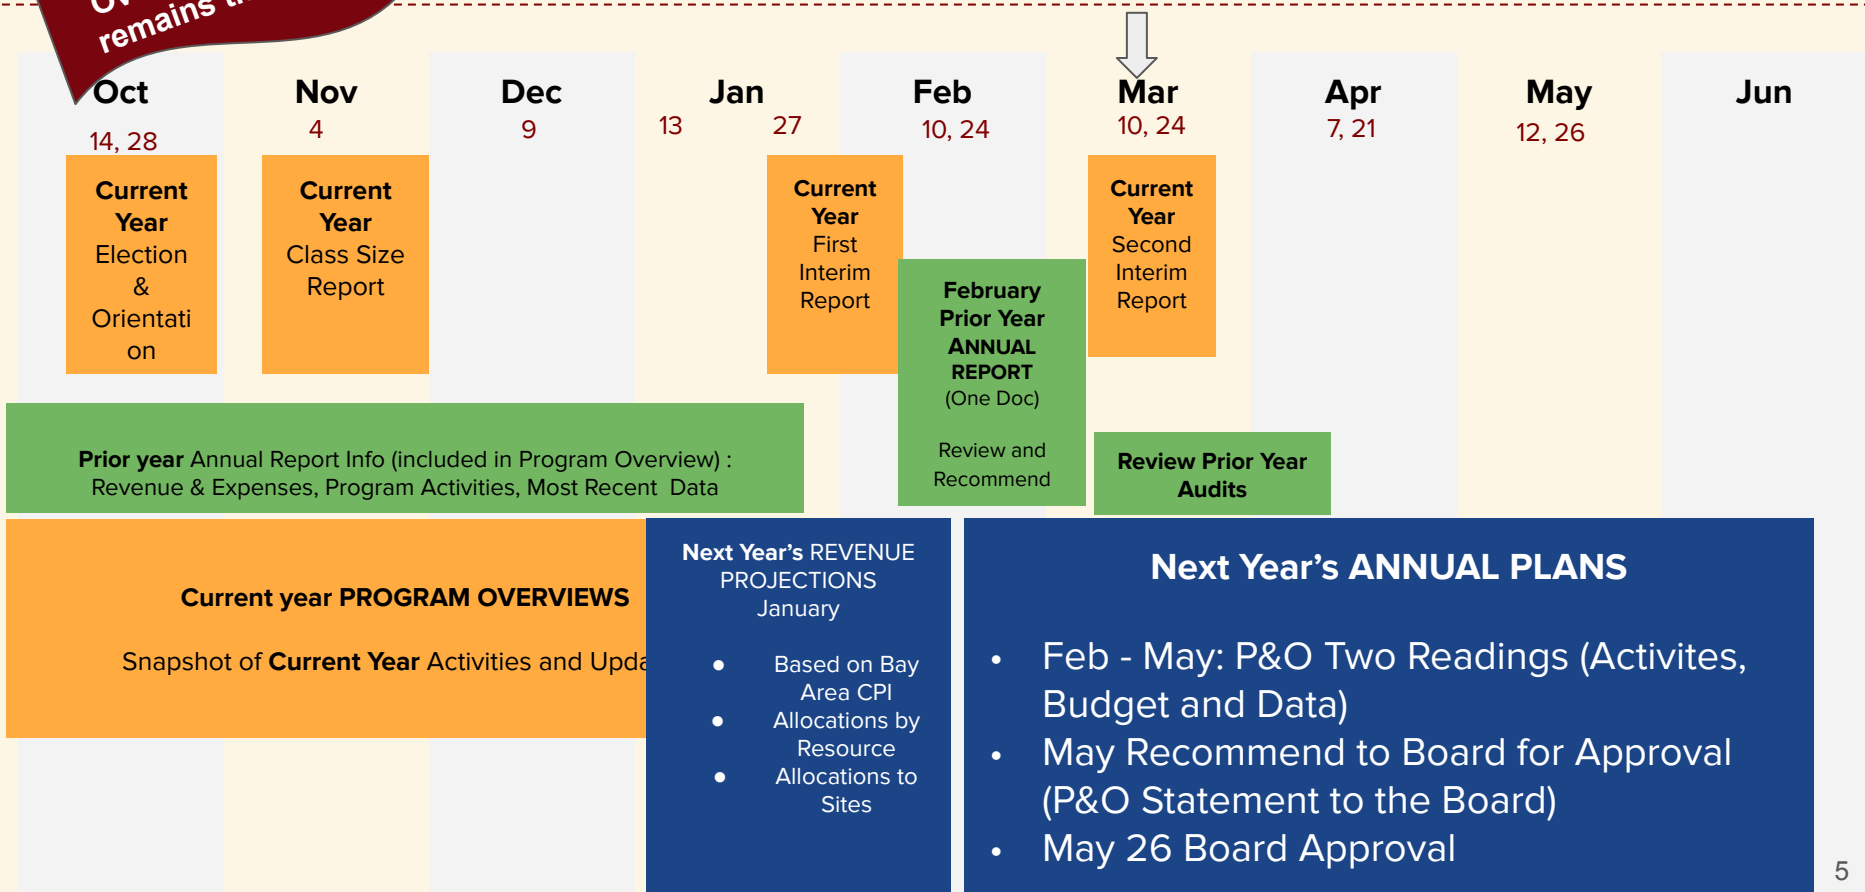 remains
Oct
Nov
Dec
Jan
Feb
Mar
Apr
May
Jun
14, 28
4
9
13
27
10, 24
10, 24
7, 21
12, 26
Current
Year
Election
&
Orientati
on
Current
Year
Class Size
Report
Current
Year
First
Interim
Report
February
Prior Year
ANNUAL
REPORT
(One Doc)
Review and
Recommend
Current
Year
Second
Interim
Report
Prior year Annual Report Info (included in Program Overview) :
Revenue & Expenses, Program Activities, Most Recent Data
Review Prior Year
Audits
Current year PROGRAM OVERVIEWS
Snapshot of Current Year Activities and
Next Year's REVENUE
PROJECTIONS
January
● Based on Bay
Area CPI
● Allocations by
Resource
● Allocations to
Sites
Next Year's ANNUAL PLANS
• Feb - May: P&O Two Readings (Activites,
Budget and Data)
• May Recommend to Board for Approval
(P&O Statement to the Board)
• May 26 Board Approval
5